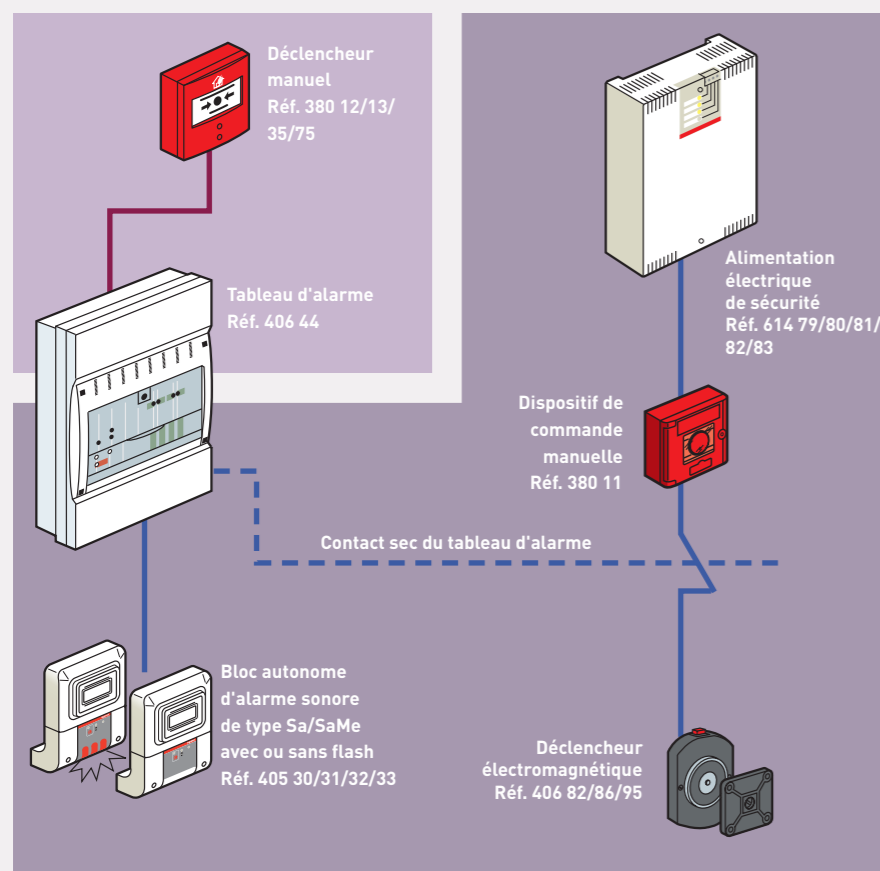 Déclencheur
manuel
Réf. 380 12/13/
35/75
Tableau d'alarme
Réf. 406 44
Alimentation
électrique
de sécurité
Réf. 614 79/80/81/
82/83
Dispositif de
commande
manuelle
Réf. 380 11
Contact sec du tableau d'alarme
Bloc autonome
d'alarme sonore
de type Sa/SaMe
avec ou sans flash
Réf. 405 30/31/32/33
Déclencheur
électromagnétique
Réf. 406 82/86/95